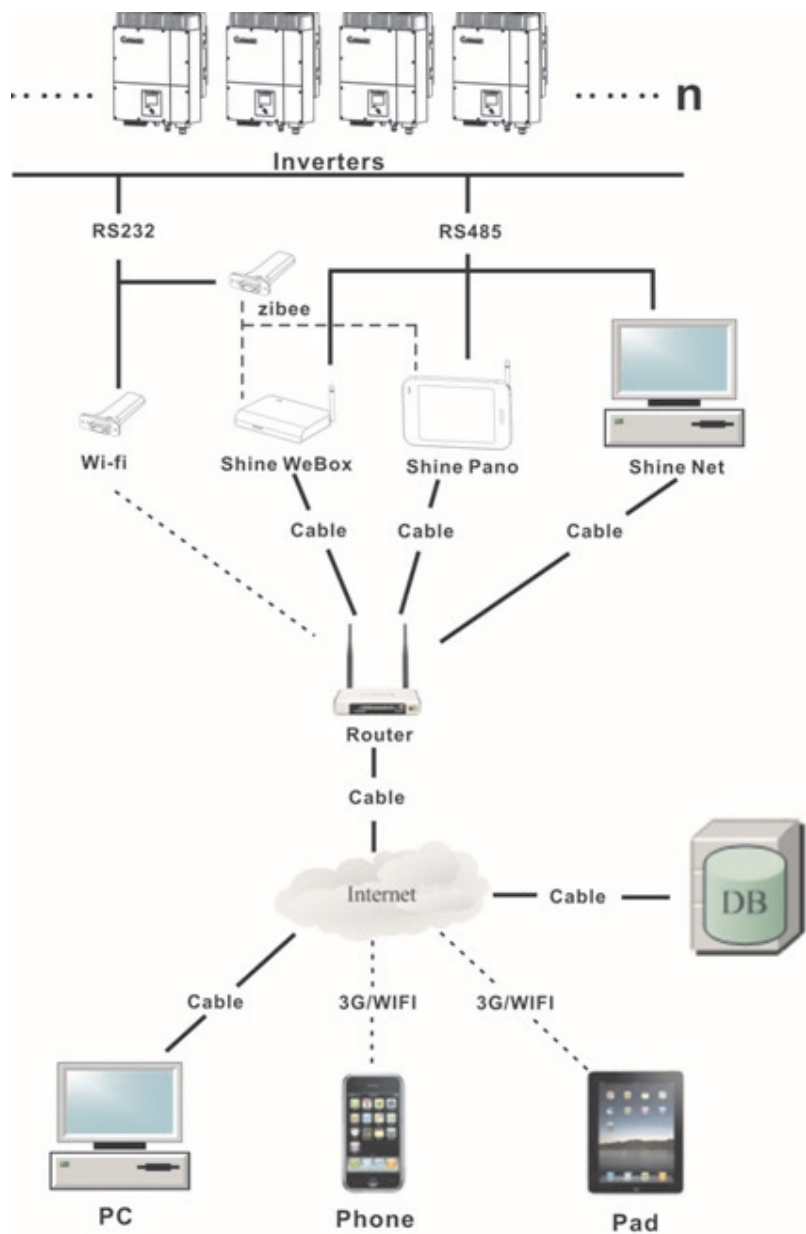 n
Inverters
RS232
RS485
zibee
Wi-fi
Shine WeBox
Shine Pano
Shine Net
Cable
Cable
Cable
Router
Cable
Internet
Cable
DB
Cable
3G/WIFI
3G/WIFI
PC
Phone
Pad